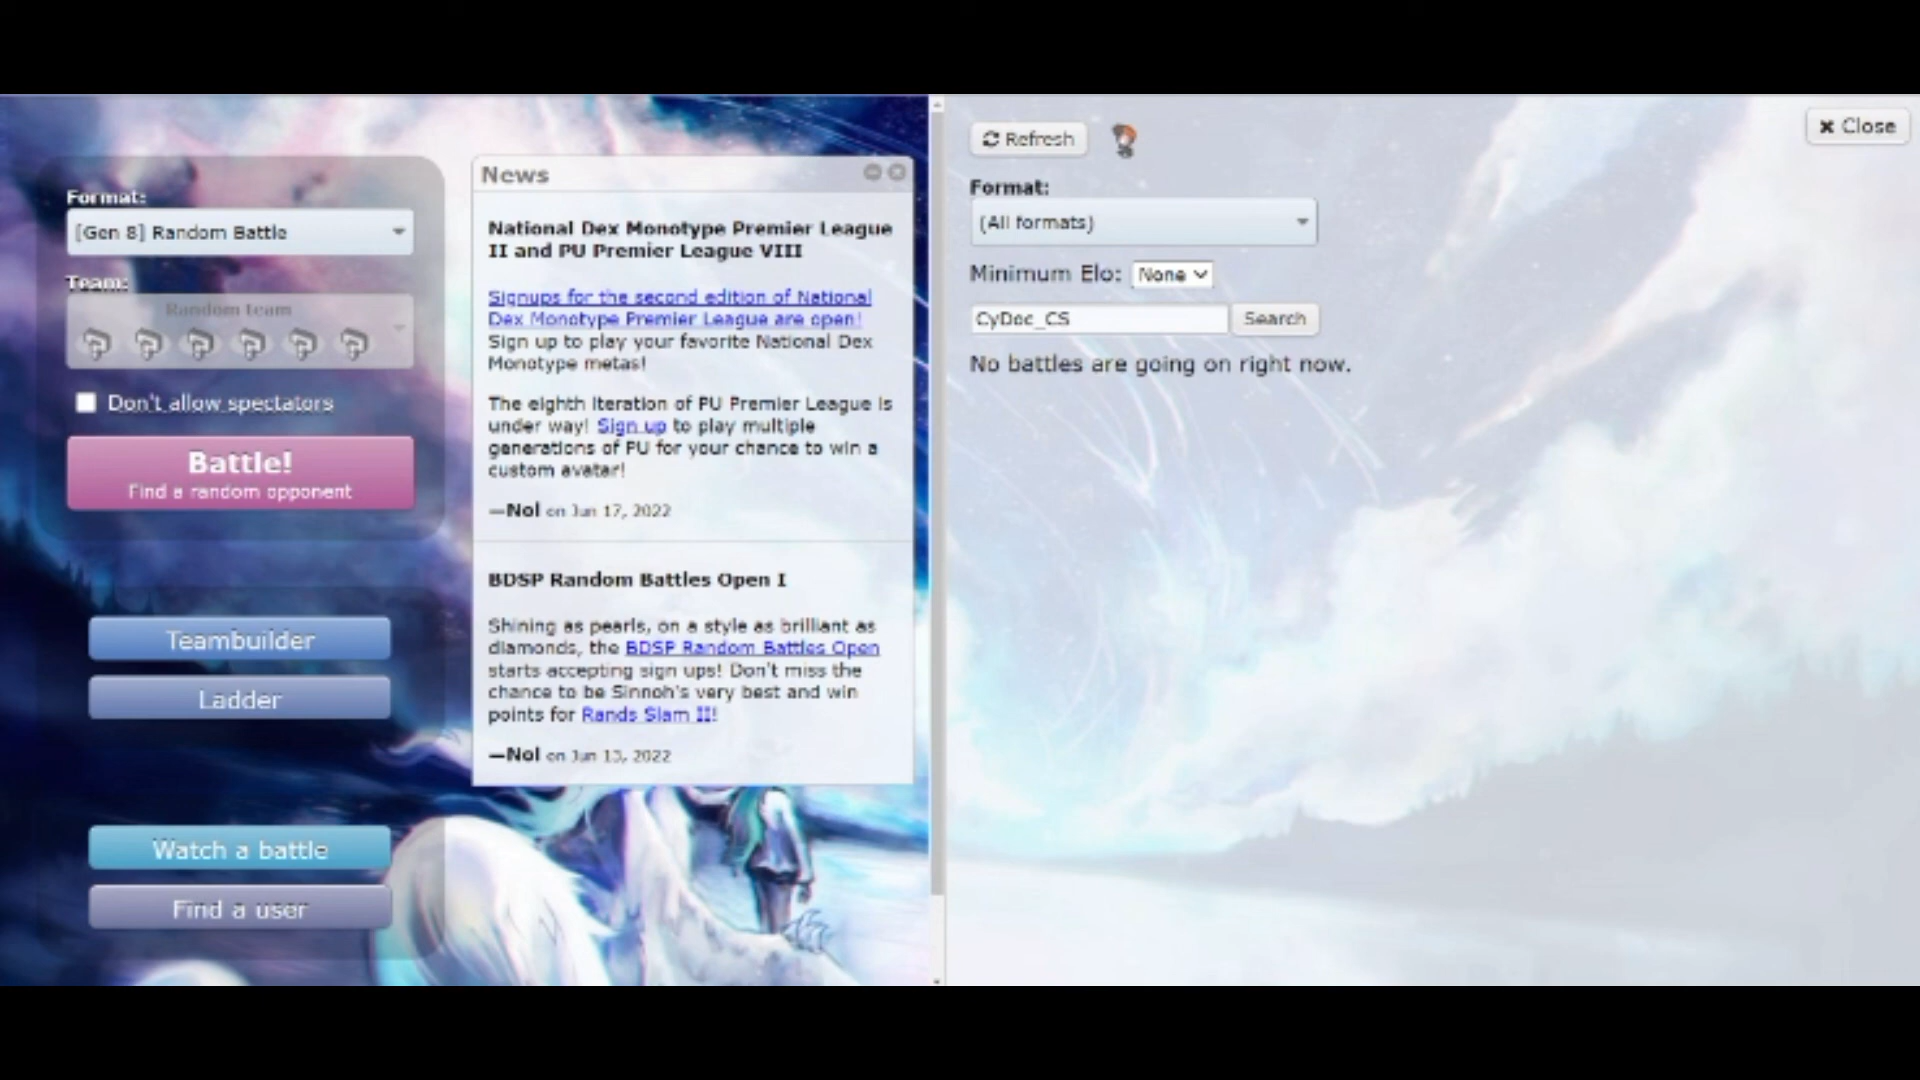 Format:
[Gen 8] Random Battle
Team:
Random team
Don't allow spectators
Battle!
Find a random opponent
Teambuilder
Ladder
Watch a battle
Find a user
News
National Dex Monotype Premier League
II and PU Premier League VIII
Signups for the second edition of National
Dex Monotype Premier League are open!
Sign up to play your favorite National Dex
Monotype metas!
The eighth iteration of PU Premier League is
under way! Sign up to play multiple
generations of PU for your chance to win a
custom avatar!
—Nol on Jun 17, 2022
BDSP Random Battles Open I
Shining as pearls, on a style as brilliant as
diamonds, the BDSP Random Battles Open
starts accepting sign ups! Don't miss the
chance to be Sinnoh's very best and win
points for Rands Slam II!
—Nol on Jun 13, 2022
Refresh
Close
Format:
(All formats)
Minimum Elo: None
CyDoc_CS Search
No battles are going on right now.